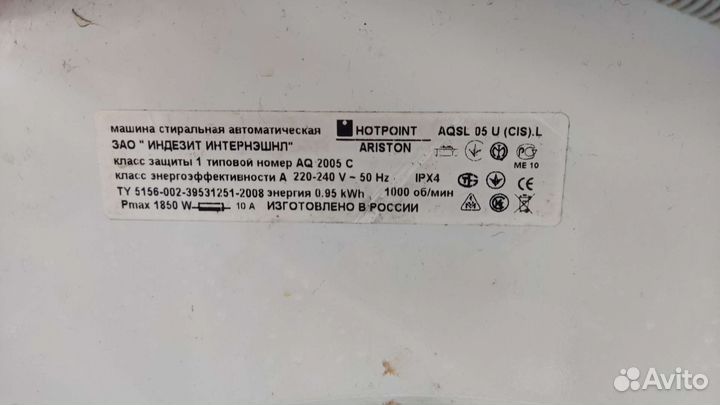 машина стиральная автоматическая HOTPOINT AQSL 05 U (CIS).L
ЗАО " ИНДЕЗИТ ИНТЕРНЭШНЛ" ARISTON
класс защиты 1 типовой номер AQ 2005 C ME 10
класс энергоэффективности A 220-240 V ~ 50 Hz IPX4
ТУ 5156-002-39531251-2008 энергия 0.95 kWh 1000 об/мин CE
Pmax 1850 W 10 A ИЗГОТОВЛЕНО В РОССИИ
Avito